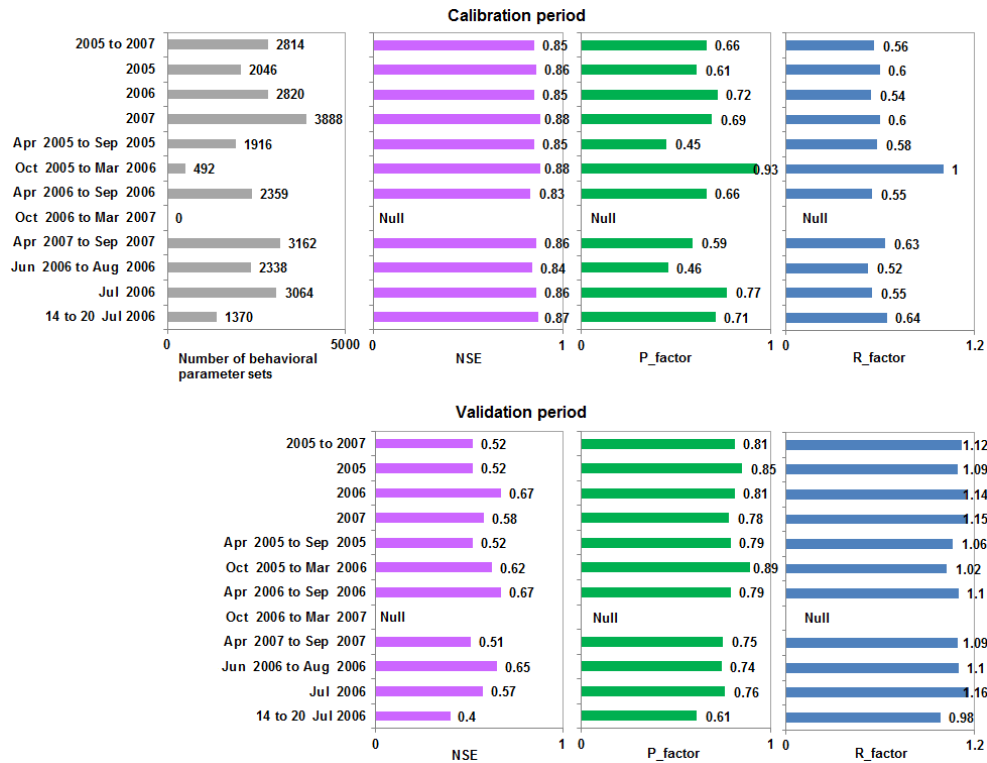 Calibration period
2005 to 2007 2814 0.85 0.66 0.56
2005 2046 0.86 0.61 0.6
2006 2820 0.85 0.72 0.54
2007 3888 0.88 0.69 0.6
Apr 2005 to Sep 2005 1916 0.85 0.45 0.58
Oct 2005 to Mar 2006 492 0.88 0.93 1
Apr 2006 to Sep 2006 2359 0.83 0.66 0.55
Oct 2006 to Mar 2007 0 Null Null Null
Apr 2007 to Sep 2007 3162 0.86 0.59 0.63
Jun 2006 to Aug 2006 2338 0.84 0.46 0.52
Jul 2006 3064 0.86 0.77 0.55
14 to 20 Jul 2006 1370 0.87 0.71 0.64
0 5000 0 1 0 1 0 1.2
Number of behavioral NSE P_factor R_factor
parameter sets
Validation period
2005 to 2007 0.52 0.81 1.12
2005 0.52 0.85 1.09
2006 0.67 0.81 1.14
2007 0.58 0.78 1.15
Apr 2005 to Sep 2005 0.52 0.79 1.06
Oct 2005 to Mar 2006 0.62 0.89 1.02
Apr 2006 to Sep 2006 0.67 0.79 1.1
Oct 2006 to Mar 2007 Null Null Null
Apr 2007 to Sep 2007 0.51 0.75 1.09
Jun 2006 to Aug 2006 0.65 0.74 1.1
Jul 2006 0.57 0.76 1.16
14 to 20 Jul 2006 0.4 0.61 0.98
0 1 0 1 0 1.2
NSE P_factor R_factor